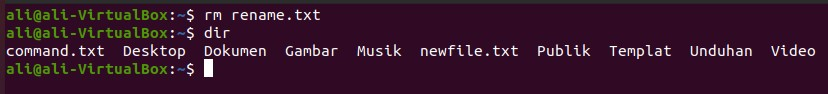 ali@ali-VirtualBox:~$ rm rename.txt
ali@ali-VirtualBox:~$ dir
command.txt  Desktop  Dokumen  Gambar  Musik  newfile.txt  Publik  Templat  Unduhan  Video
ali@ali-VirtualBox:~$